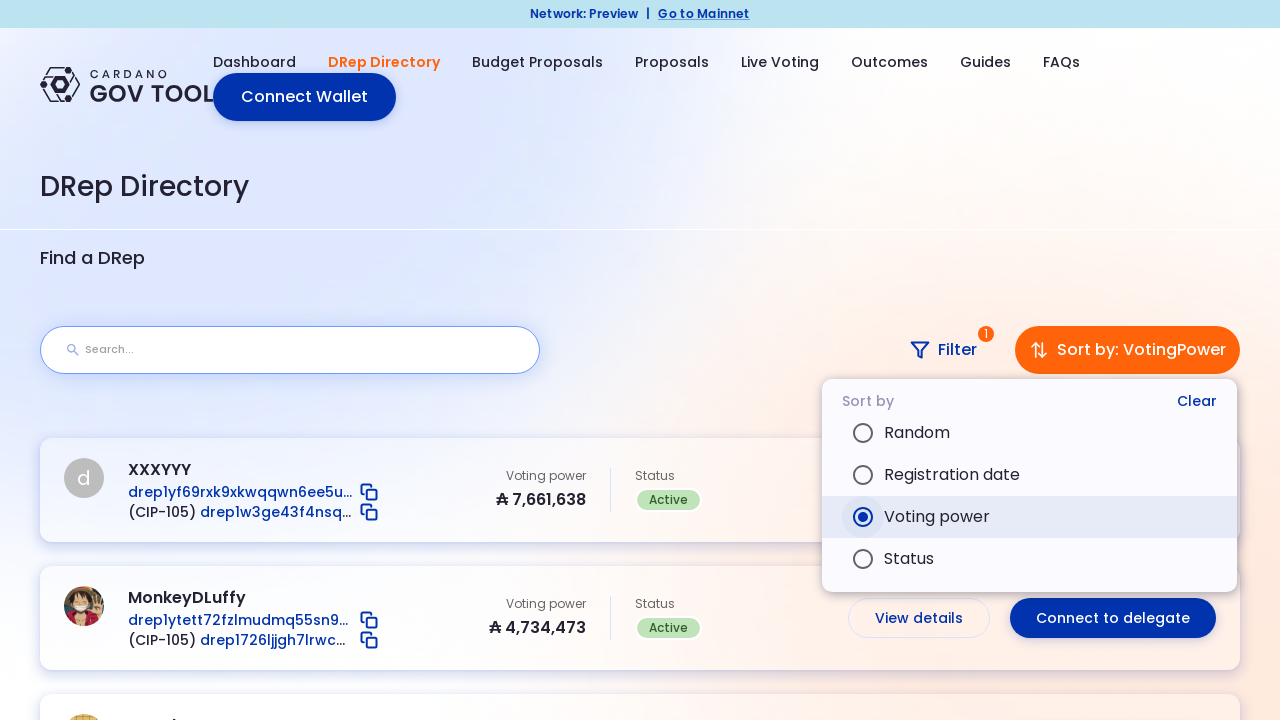 Network: Preview | Go to Mainnet
CARDANO
GOV TOOL
Dashboard DRep Directory Budget Proposals Proposals Live Voting Outcomes Guides FAQs
Connect Wallet
DRep Directory
Find a DRep
Search...
Filter 1
Sort by: VotingPower
Sort by Clear
Random
Registration date
Voting power
Status
d
XXXYYY
drep1yf69rxk9xkwqqwn6ee5u...
(CIP-105) drep1w3ge43f4nsq...
Voting power
₳ 7,661,638
Status
Active
MonkeyDLuffy
drep1ytett72fzlmudmq55sn9...
(CIP-105) drep1726ljjgh7lrwc...
Voting power
₳ 4,734,473
Status
Active
View details
Connect to delegate